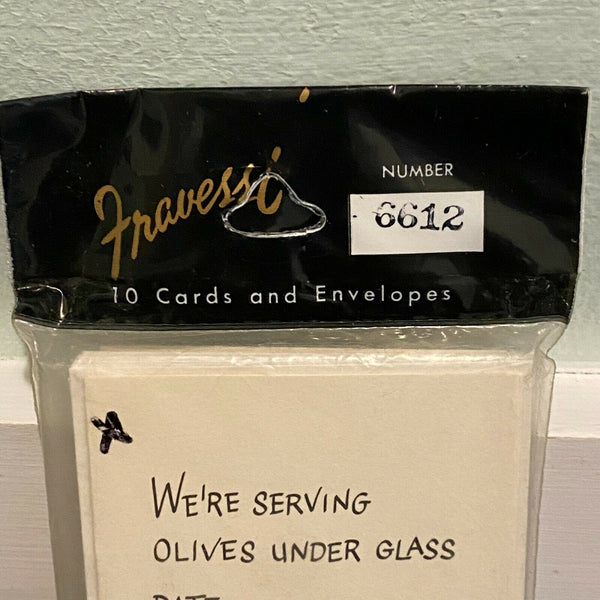 Fravessi
NUMBER
6612
10 Cards and Envelopes
WE'RE SERVING
OLIVES UNDER GLASS